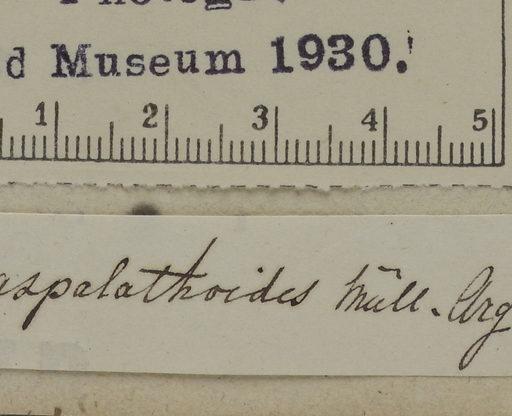 d Museum 1930.
1 2 3 4 5
aspalathoides Müll. Arg